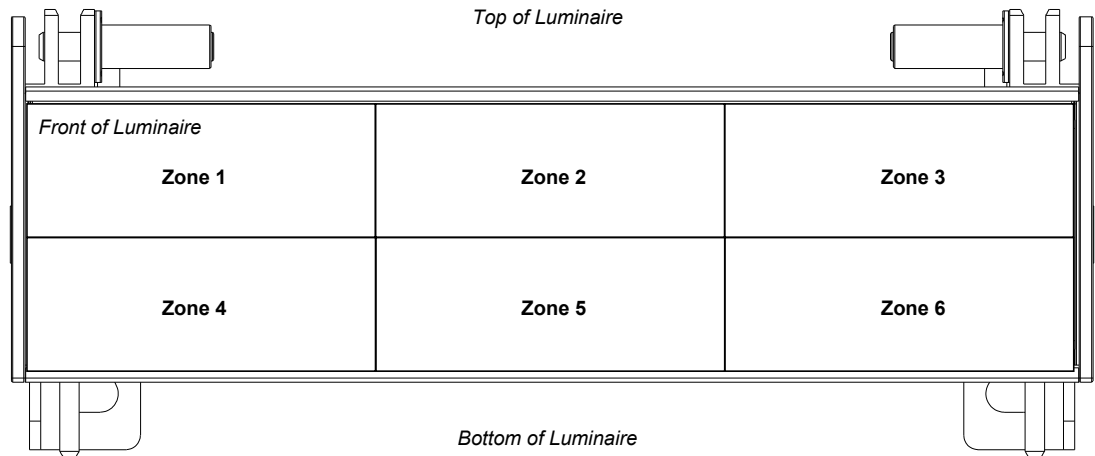 Top of Luminaire
Front of Luminaire
Zone 1
Zone 2
Zone 3
Zone 4
Zone 5
Zone 6
Bottom of Luminaire